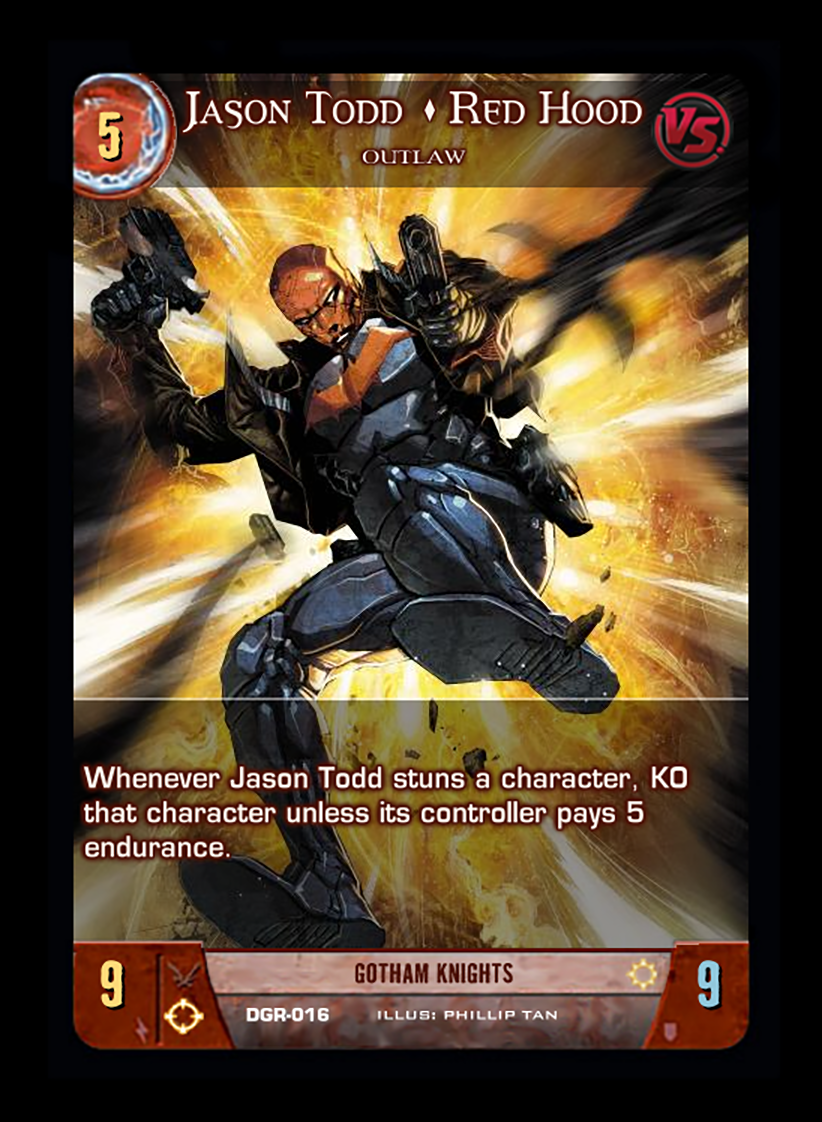 5
Jason Todd ♦ Red Hood
VS.
OUTLAW
Whenever Jason Todd stuns a character, KO
that character unless its controller pays 5
endurance.
9
GOTHAM KNIGHTS
9
DGR-016 ILLUS: PHILLIP TAN